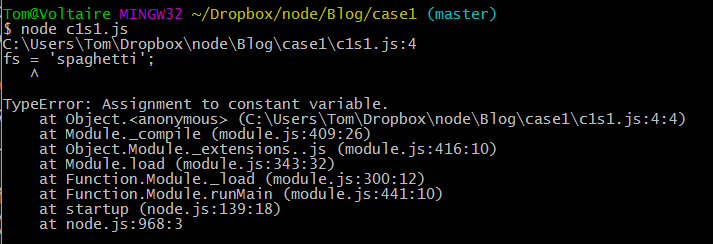 Tom@Voltaire MINGW32 ~/Dropbox/node/Blog/case1 (master)
$ node c1s1.js
C:\Users\Tom\Dropbox\node\Blog\case1\c1s1.js:4
fs = 'spaghetti';
   ^
TypeError: Assignment to constant variable.
    at Object.<anonymous> (C:\Users\Tom\Dropbox\node\Blog\case1\c1s1.js:4:4)
    at Module._compile (module.js:409:26)
    at Object.Module._extensions..js (module.js:416:10)
    at Module.load (module.js:343:32)
    at Function.Module._load (module.js:300:12)
    at Function.Module.runMain (module.js:441:10)
    at startup (node.js:139:18)
    at node.js:968:3